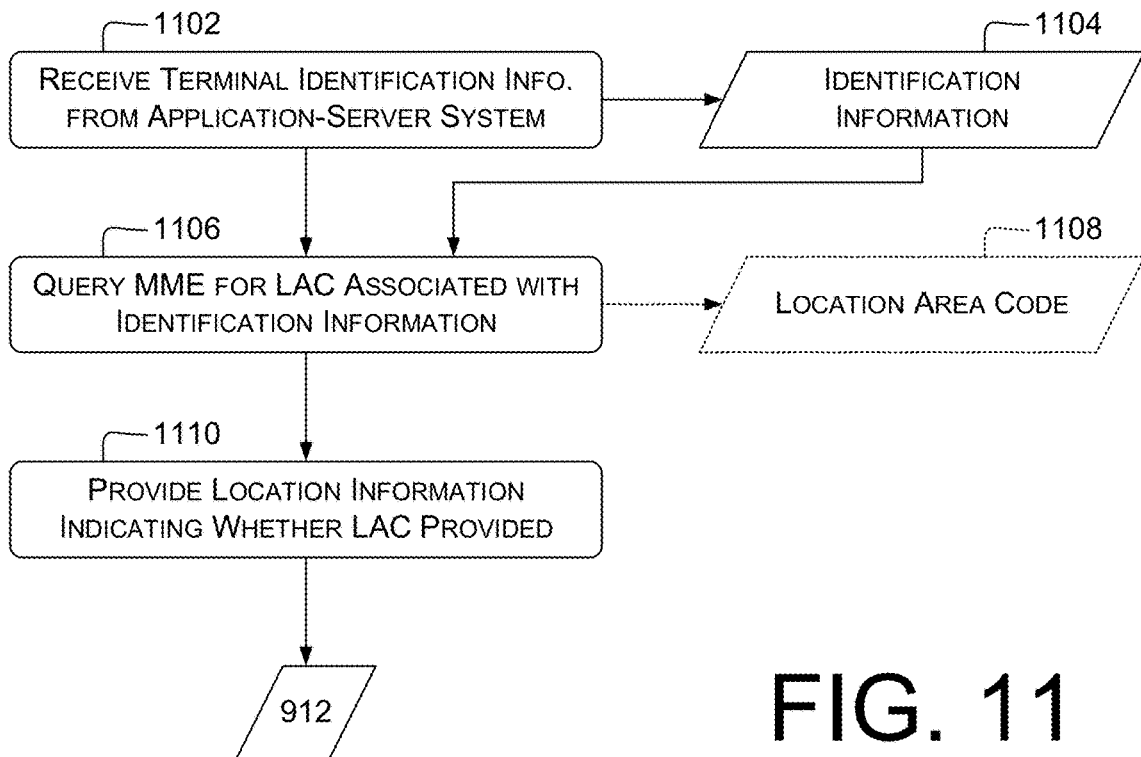 1102
RECEIVE TERMINAL IDENTIFICATION INFO.
FROM APPLICATION-SERVER SYSTEM
1104
IDENTIFICATION
INFORMATION
1106
QUERY MME FOR LAC ASSOCIATED WITH
IDENTIFICATION INFORMATION
1108
LOCATION AREA CODE
1110
PROVIDE LOCATION INFORMATION
INDICATING WHETHER LAC PROVIDED
912
FIG. 11